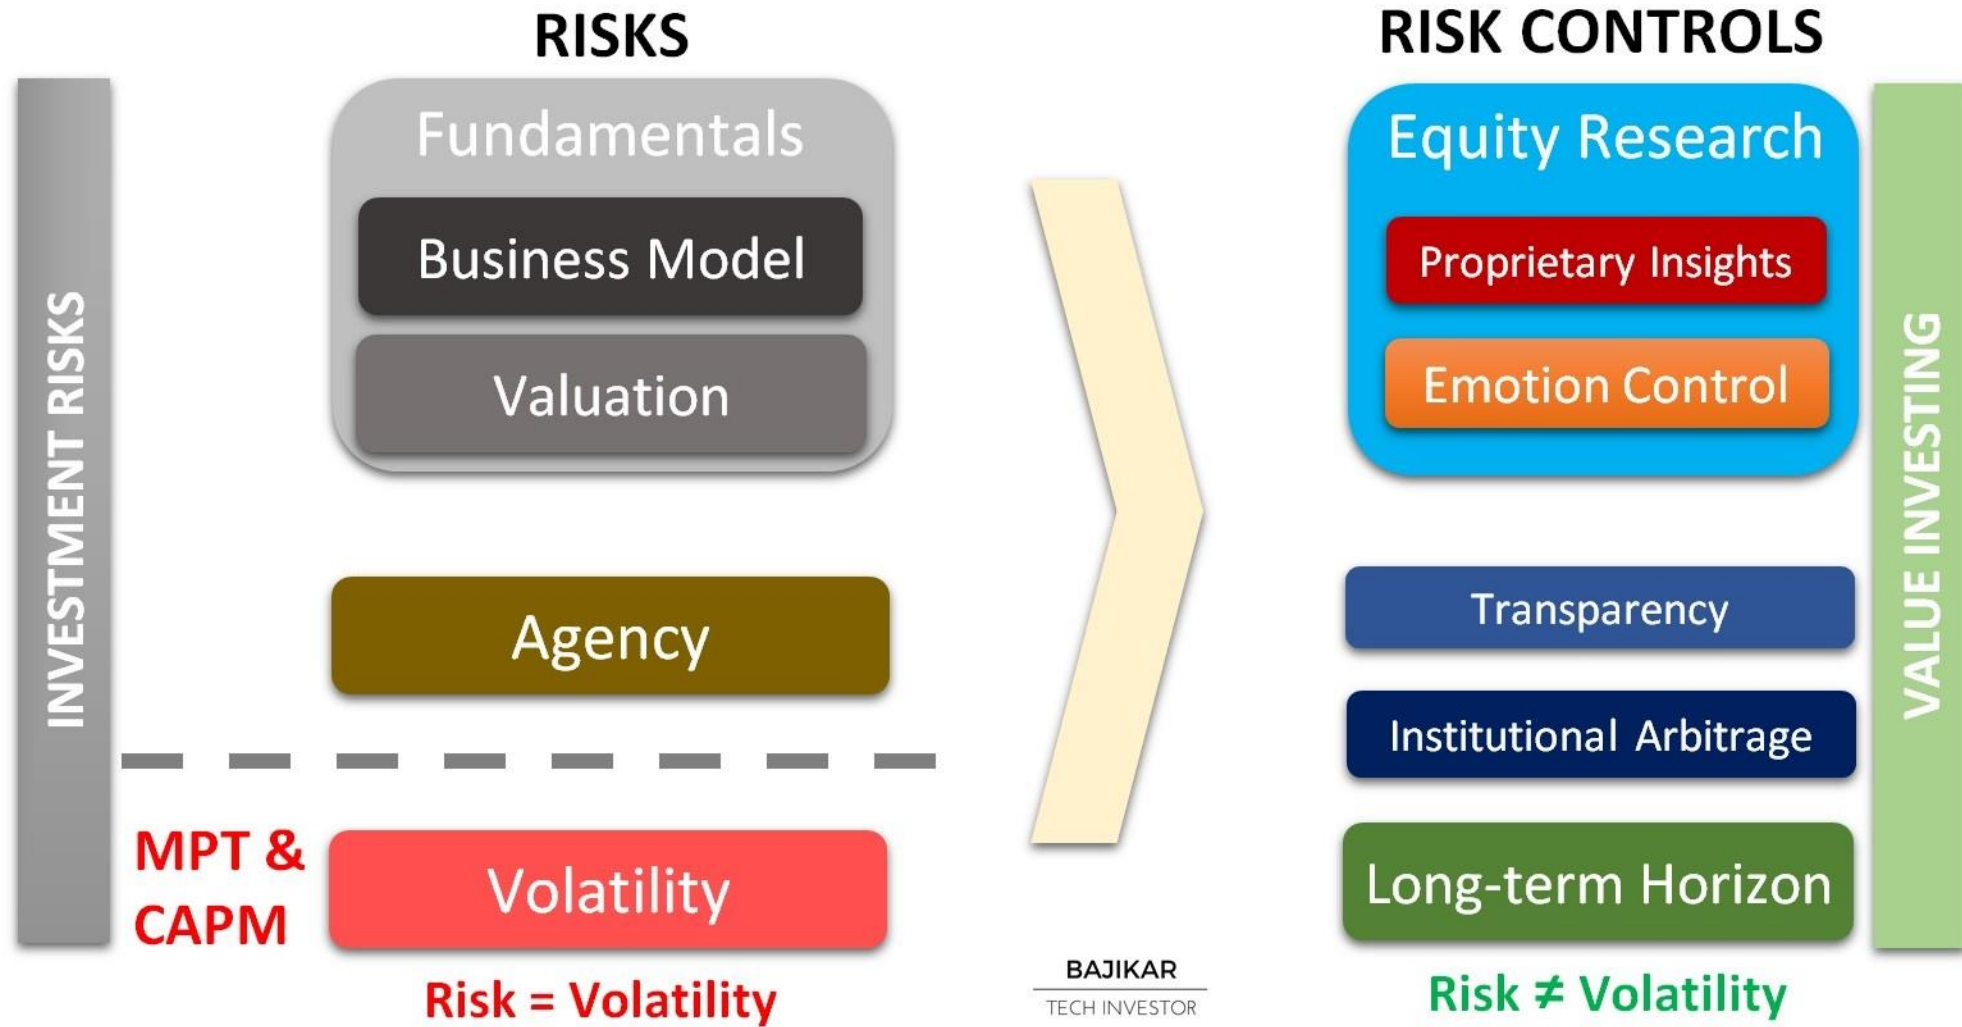 RISKS
RISK CONTROLS
INVESTMENT RISKS
Fundamentals
Business Model
Valuation
Agency
MPT &
CAPM
Volatility
Risk = Volatility
Equity Research
Proprietary Insights
Emotion Control
Transparency
Institutional Arbitrage
Long-term Horizon
Risk ≠ Volatility
VALUE INVESTING
BAJIKAR
TECH INVESTOR